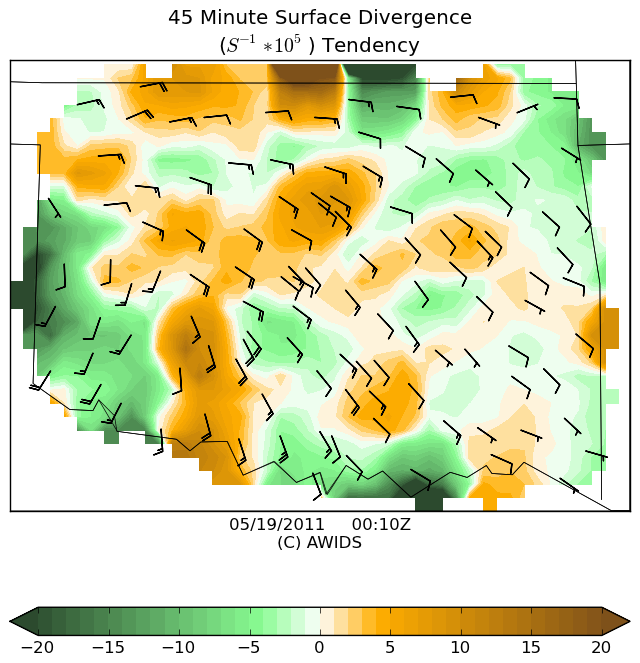 45 Minute Surface Divergence
(S⁻¹ * 10⁵ ) Tendency
05/19/2011 00:10Z
(C) AWIDS
−20 −15 −10 −5 0 5 10 15 20